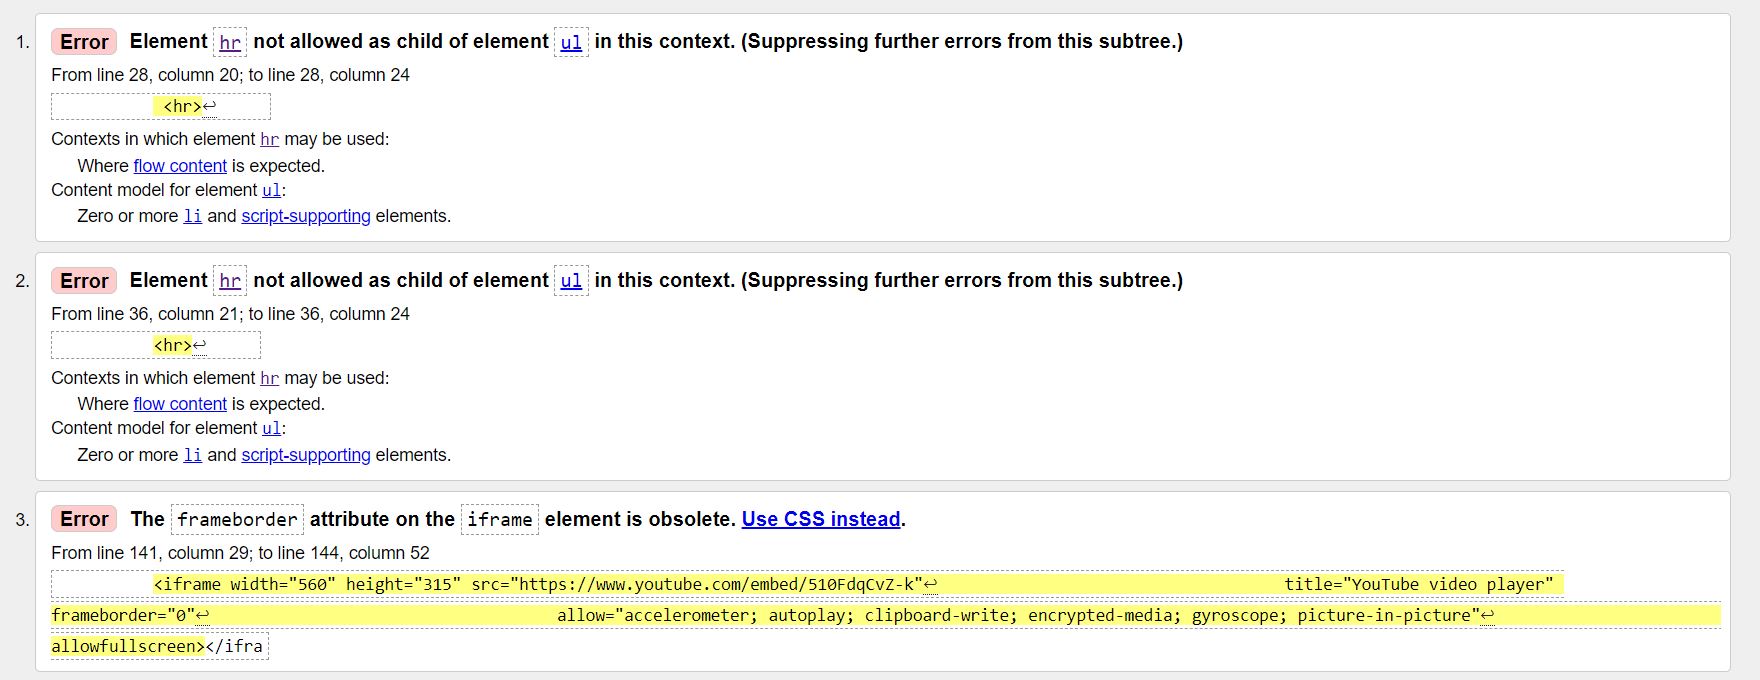 1. Error Element hr not allowed as child of element ul in this context. (Suppressing further errors from this subtree.)
From line 28, column 20; to line 28, column 24
<hr>↩
Contexts in which element hr may be used:
Where flow content is expected.
Content model for element ul:
Zero or more li and script-supporting elements.
2. Error Element hr not allowed as child of element ul in this context. (Suppressing further errors from this subtree.)
From line 36, column 21; to line 36, column 24
<hr>↩
Contexts in which element hr may be used:
Where flow content is expected.
Content model for element ul:
Zero or more li and script-supporting elements.
3. Error The frameborder attribute on the iframe element is obsolete. Use CSS instead.
From line 141, column 29; to line 144, column 52
<iframe width="560" height="315" src="https://www.youtube.com/embed/510FdqCvZ-k"↩ title="YouTube video player"
frameborder="0"↩ allow="accelerometer; autoplay; clipboard-write; encrypted-media; gyroscope; picture-in-picture"↩
allowfullscreen></ifra